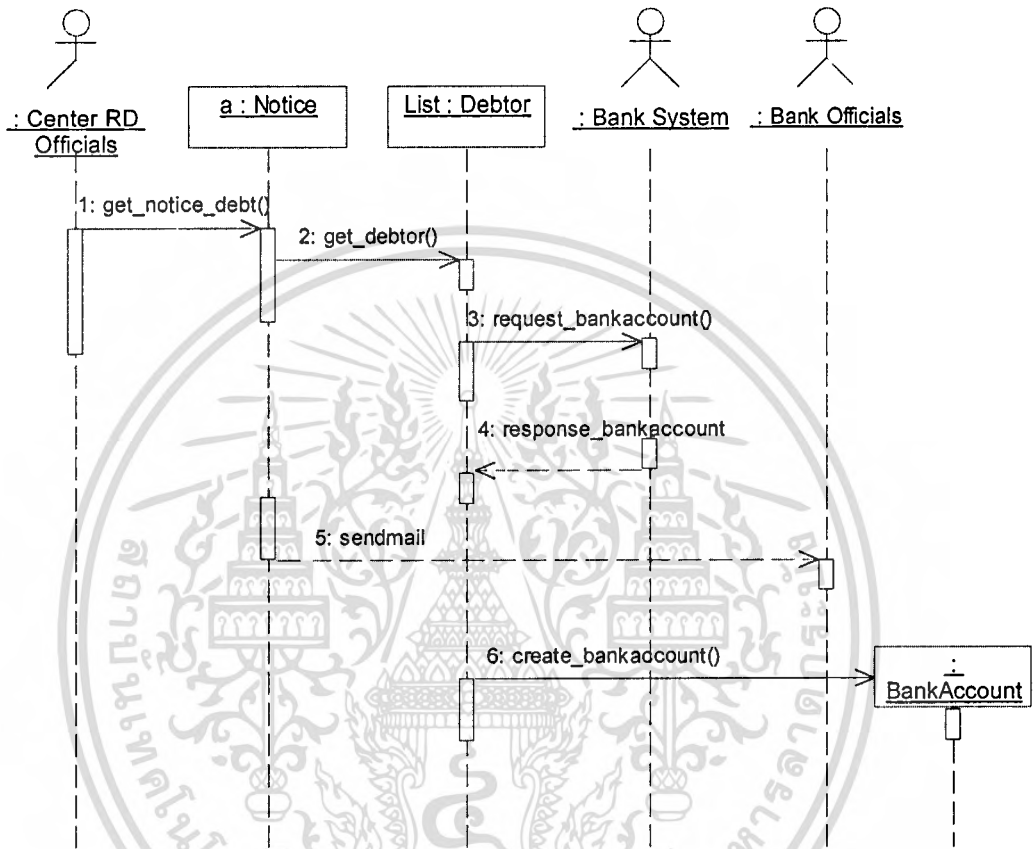 : Center RD
Officials
a : Notice
List : Debtor
: Bank System
: Bank Officials
1: get_notice_debt()
2: get_debtor()
3: request_bankaccount()
4: response_bankaccount
5: sendmail
6: create_bankaccount()
:
BankAccount